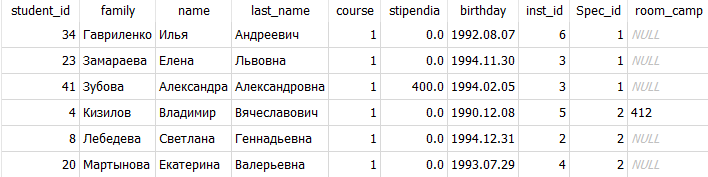 student_id family name last_name course stipendia birthday inst_id Spec_id room_camp
34 Гавриленко Илья Андреевич 1 0.0 1992.08.07 6 1 NULL
23 Замараева Елена Львовна 1 0.0 1994.11.30 3 1 NULL
41 Зубова Александра Александровна 1 400.0 1994.02.05 3 1 NULL
4 Кизилов Владимир Вячеславович 1 0.0 1990.12.08 5 2 412
8 Лебедева Светлана Геннадьевна 1 0.0 1994.12.31 2 2 NULL
20 Мартынова Екатерина Валерьевна 1 0.0 1993.07.29 4 2 NULL